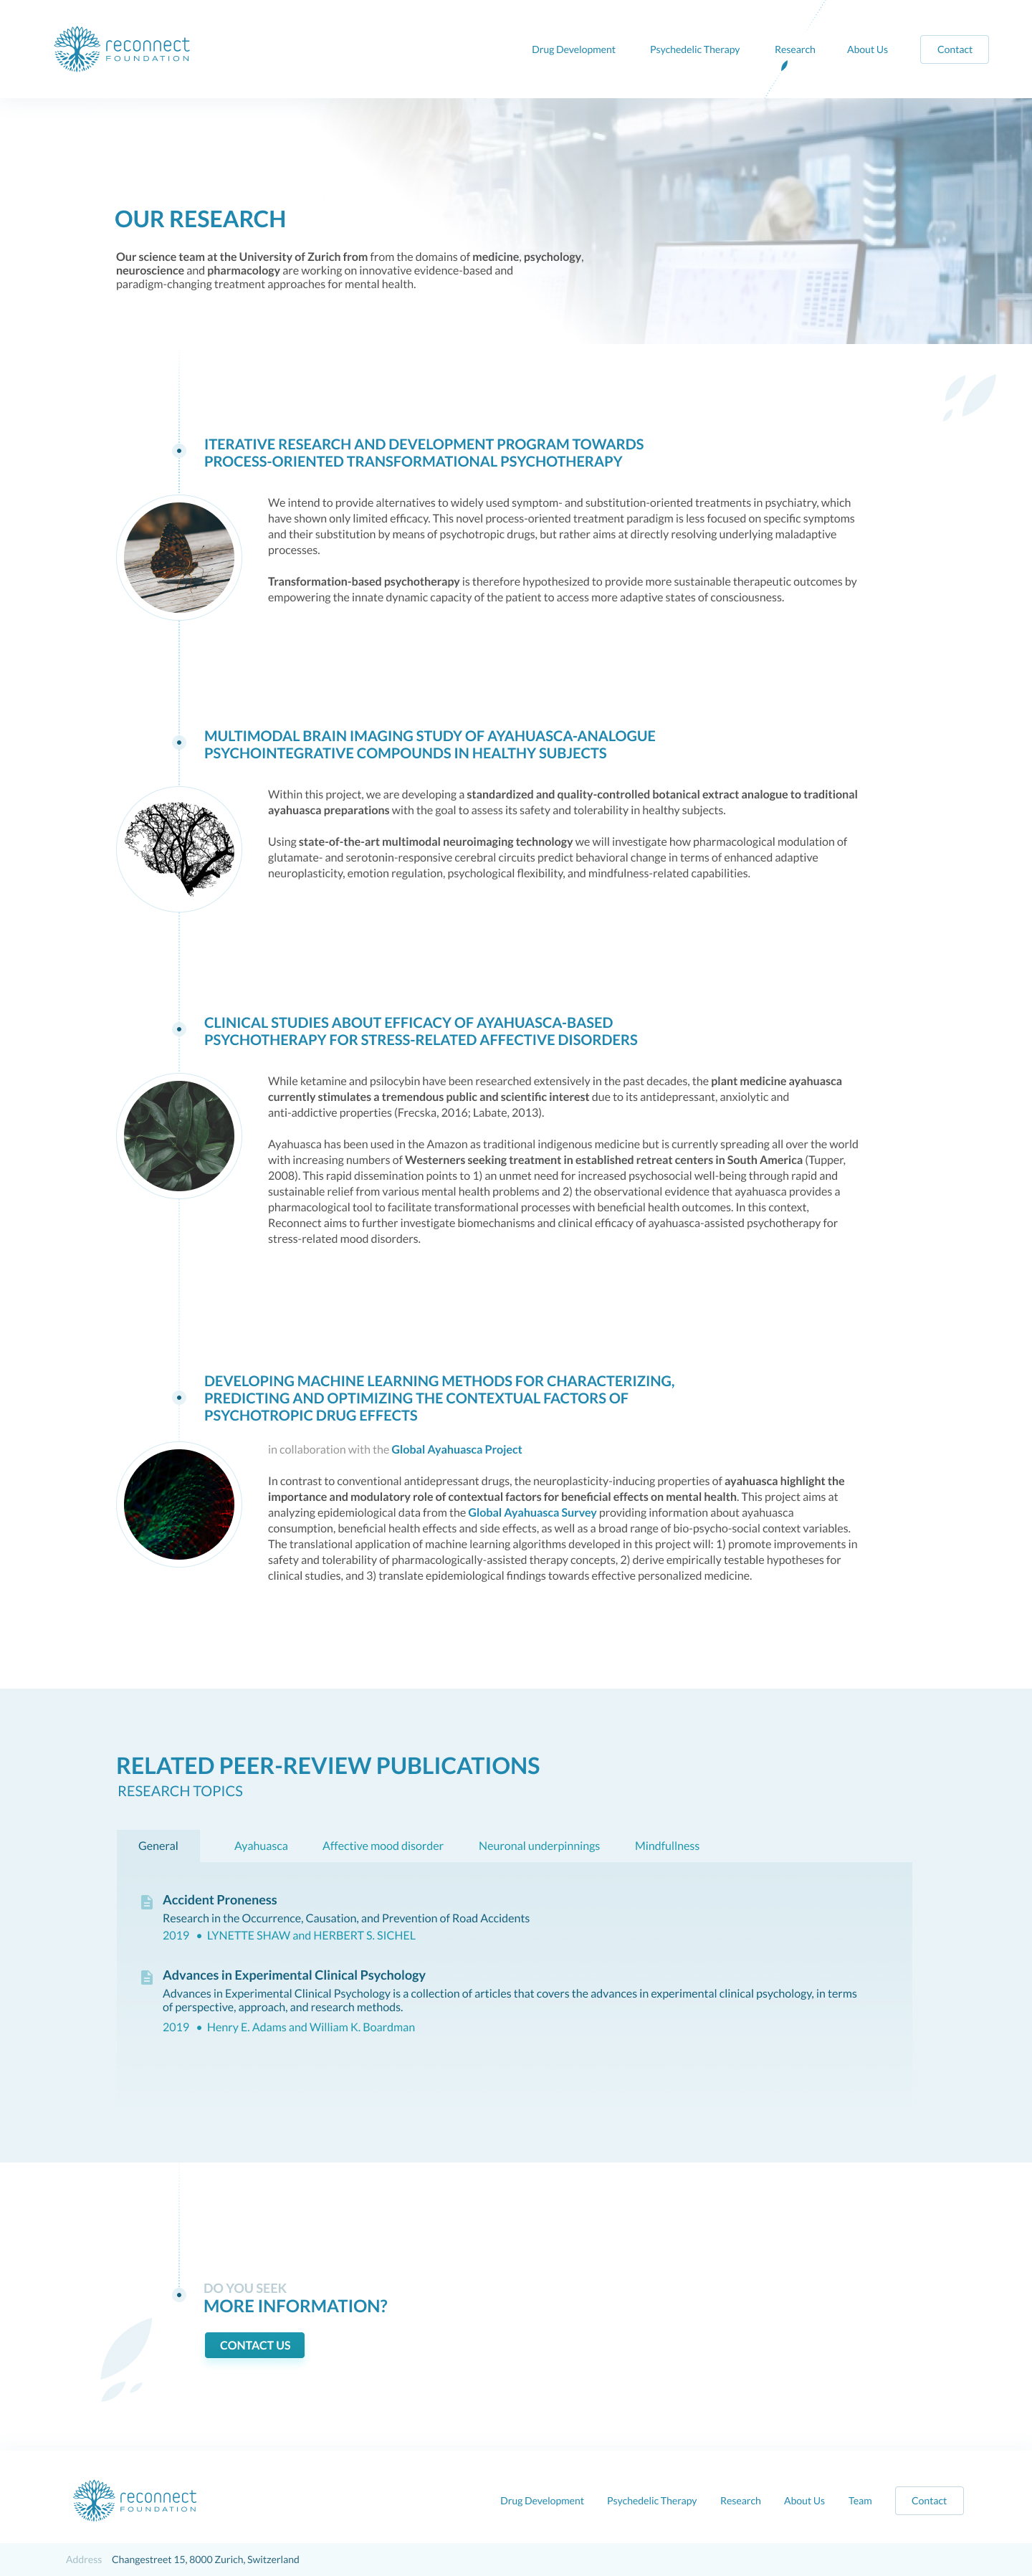 reconnect
FOUNDATION
Drug Development
Psychedelic Therapy
Research
About Us
Contact
OUR RESEARCH
Our science team at the University of Zurich from from the domains of medicine, psychology,
neuroscience and pharmacology are working on innovative evidence-based and
paradigm-changing treatment approaches for mental health.
ITERATIVE RESEARCH AND DEVELOPMENT PROGRAM TOWARDS
PROCESS-ORIENTED TRANSFORMATIONAL PSYCHOTHERAPY
We intend to provide alternatives to widely used symptom- and substitution-oriented treatments in psychiatry, which
have shown only limited efficacy. This novel process-oriented treatment paradigm is less focused on specific symptoms
and their substitution by means of psychotropic drugs, but rather aims at directly resolving underlying maladaptive
processes.
Transformation-based psychotherapy is therefore hypothesized to provide more sustainable therapeutic outcomes by
empowering the innate dynamic capacity of the patient to access more adaptive states of consciousness.
MULTIMODAL BRAIN IMAGING STUDY OF AYAHUASCA-ANALOGUE
PSYCHOINTEGRATIVE COMPOUNDS IN HEALTHY SUBJECTS
Within this project, we are developing a standardized and quality-controlled botanical extract analogue to traditional
ayahuasca preparations with the goal to assess its safety and tolerability in healthy subjects.
Using state-of-the-art multimodal neuroimaging technology we will investigate how pharmacological modulation of
glutamate- and serotonin-responsive cerebral circuits predict behavioral change in terms of enhanced adaptive
neuroplasticity, emotion regulation, psychological flexibility, and mindfulness-related capabilities.
CLINICAL STUDIES ABOUT EFFICACY OF AYAHUASCA-BASED
PSYCHOTHERAPY FOR STRESS-RELATED AFFECTIVE DISORDERS
While ketamine and psilocybin have been researched extensively in the past decades, the plant medicine ayahuasca
currently stimulates a tremendous public and scientific interest due to its antidepressant, anxiolytic and
anti-addictive properties (Frecska, 2016; Labate, 2013).
Ayahuasca has been used in the Amazon as traditional indigenous medicine but is currently spreading all over the world
with increasing numbers of Westerners seeking treatment in established retreat centers in South America (Tupper,
2008). This rapid dissemination points to 1) an unmet need for increased psychosocial well-being through rapid and
sustainable relief from various mental health problems and 2) the observational evidence that ayahuasca provides a
pharmacological tool to facilitate transformational processes with beneficial health outcomes. In this context,
Reconnect aims to further investigate biomechanisms and clinical efficacy of ayahuasca-assisted psychotherapy for
stress-related mood disorders.
DEVELOPING MACHINE LEARNING METHODS FOR CHARACTERIZING,
PREDICTING AND OPTIMIZING THE CONTEXTUAL FACTORS OF
PSYCHOTROPIC DRUG EFFECTS
in collaboration with the Global Ayahuasca Project
In contrast to conventional antidepressant drugs, the neuroplasticity-inducing properties of ayahuasca highlight the
importance and modulatory role of contextual factors for beneficial effects on mental health. This project aims at
analyzing epidemiological data from the Global Ayahuasca Survey providing information about ayahuasca
consumption, beneficial health effects and side effects, as well as a broad range of bio-psycho-social context variables.
The translational application of machine learning algorithms developed in this project will: 1) promote improvements in
safety and tolerability of pharmacologically-assisted therapy concepts, 2) derive empirically testable hypotheses for
clinical studies, and 3) translate epidemiological findings towards effective personalized medicine.
RELATED PEER-REVIEW PUBLICATIONS
RESEARCH TOPICS
General
Ayahuasca
Affective mood disorder
Neuronal underpinnings
Mindfullness
Accident Proneness
Research in the Occurrence, Causation, and Prevention of Road Accidents
2019 • LYNETTE SHAW and HERBERT S. SICHEL
Advances in Experimental Clinical Psychology
Advances in Experimental Clinical Psychology is a collection of articles that covers the advances in experimental clinical psychology, in terms
of perspective, approach, and research methods.
2019 • Henry E. Adams and William K. Boardman
DO YOU SEEK
MORE INFORMATION?
CONTACT US
reconnect
FOUNDATION
Drug Development
Psychedelic Therapy
Research
About Us
Team
Contact
Address
Changestreet 15, 8000 Zurich, Switzerland